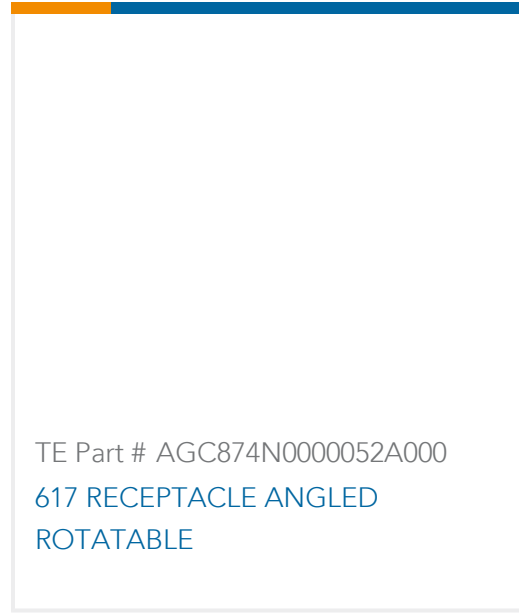 TE Part # AGC874N0000052A000
617 RECEPTACLE ANGLED
ROTATABLE